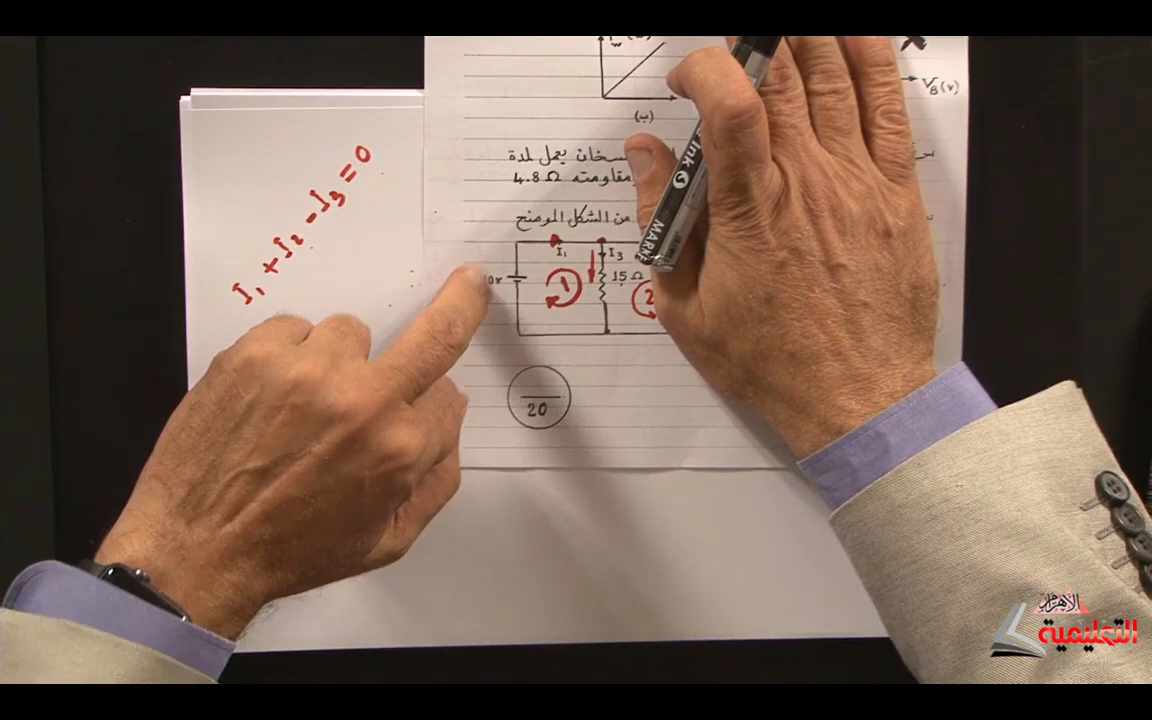 I₁ + I₂ - I₃ = 0
V_B (v)
(ب)
سخان يعمل لمدة
مقاومته 4.8 Ω
من الشكل الموضح
I₁
I₃
15 Ω
1
2
20
Ink
MARK
الأهرام
التعليمية